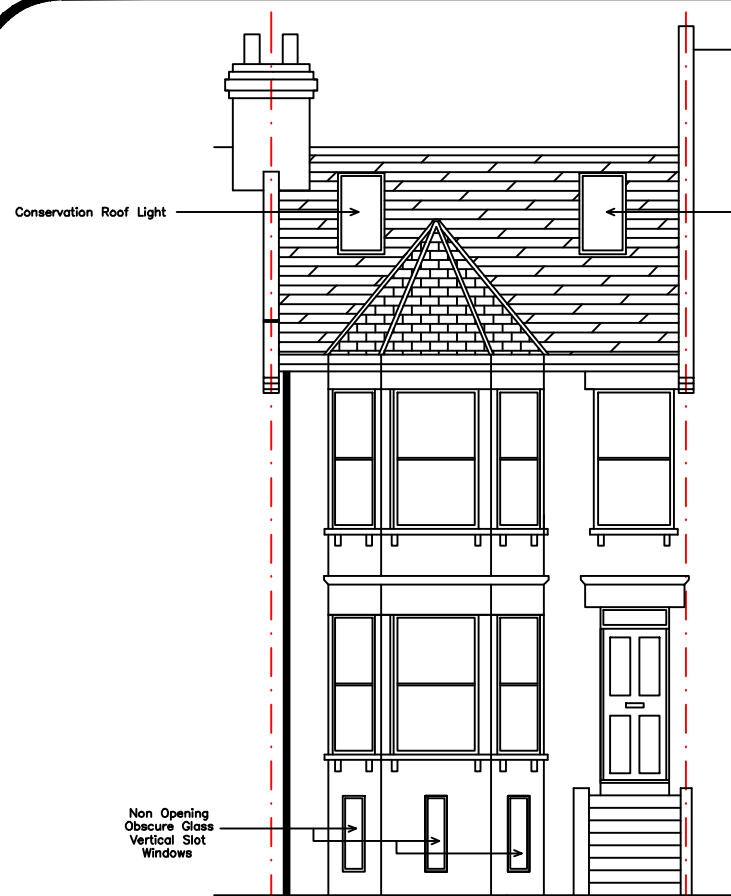 Conservation Roof Light
Non Opening
Obscure Glass
Vertical Slot
Windows